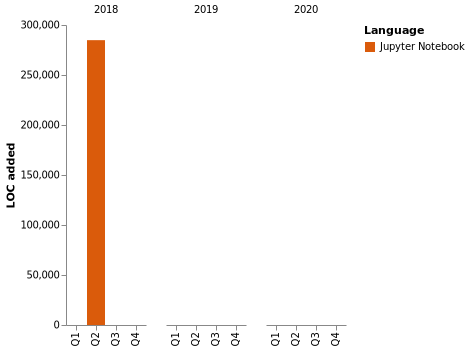 2018 2019 2020
Language
Jupyter Notebook
LOC added
300,000
250,000
200,000
150,000
100,000
50,000
0
Q1 Q2 Q3 Q4 Q1 Q2 Q3 Q4 Q1 Q2 Q3 Q4